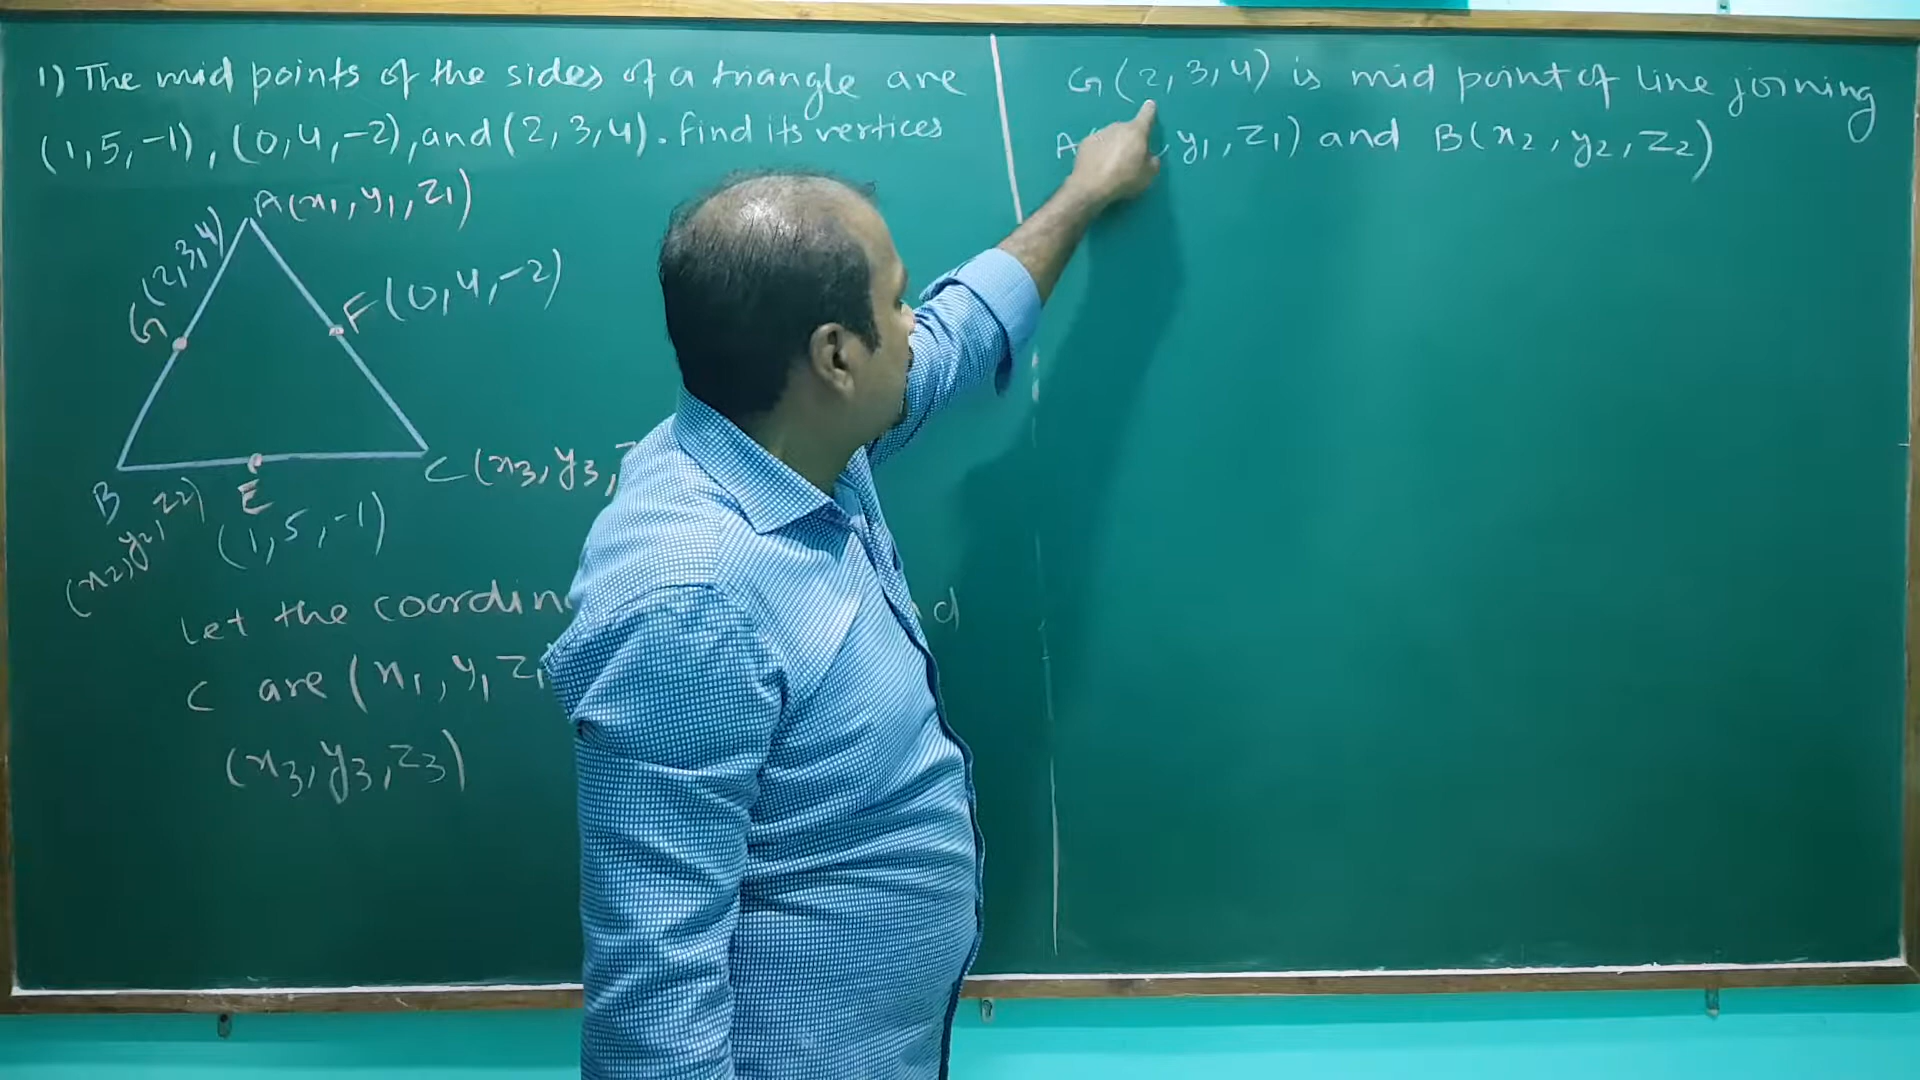 1) The mid points of the sides of a triangle are
(1,5,-1), (0,4,-2), and (2,3,4). Find its vertices
A(x1, y1, z1)
G (2,3,4)
F(0,4,-2)
B
(x2, y2, z2)
E
(1,5,-1)
C (x3, y3,
Let the
C are (x1, y1 z1
(x3, y3, z3)
G(2,3,4) is mid point of line joining
A , y1, z1) and B(x2, y2, z2)